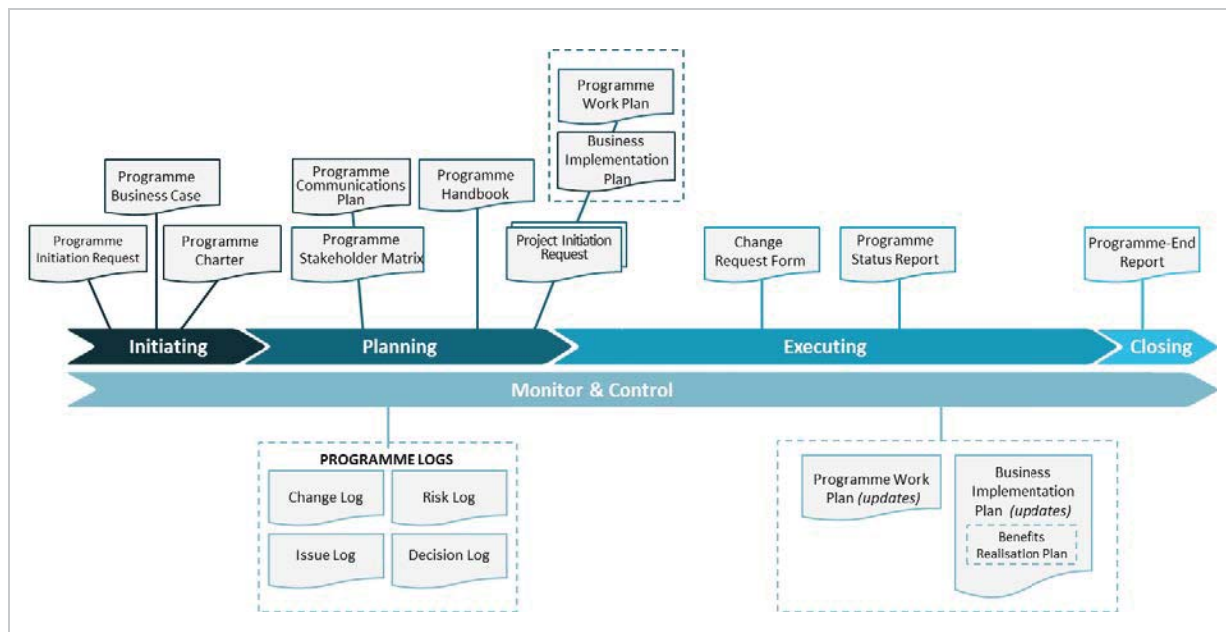 Programme
Work Plan
Business
Implementation
Plan
Programme
Business Case
Programme
Communications
Plan
Programme
Handbook
Programme
Initiation Request
Programme
Charter
Programme
Stakeholder Matrix
Project Initiation
Request
Change
Request Form
Programme
Status Report
Programme-End
Report
Initiating
Planning
Executing
Closing
Monitor & Control
PROGRAMME LOGS
Change Log
Risk Log
Issue Log
Decision Log
Programme Work
Plan (updates)
Business
Implementation
Plan (updates)
Benefits
Realisation Plan